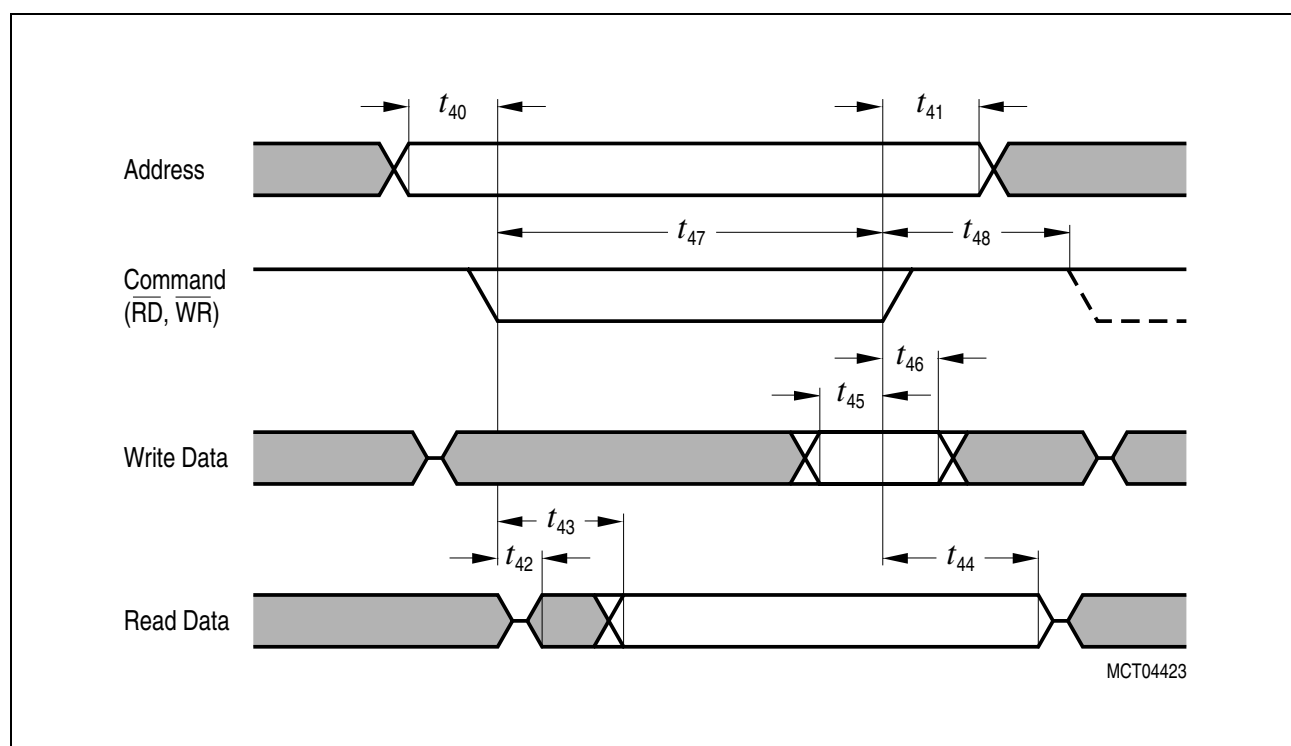 t40 t41
Address
t47 t48
Command
(RD, WR)
t46
t45
Write Data
t43
t42 t44
Read Data
MCT04423